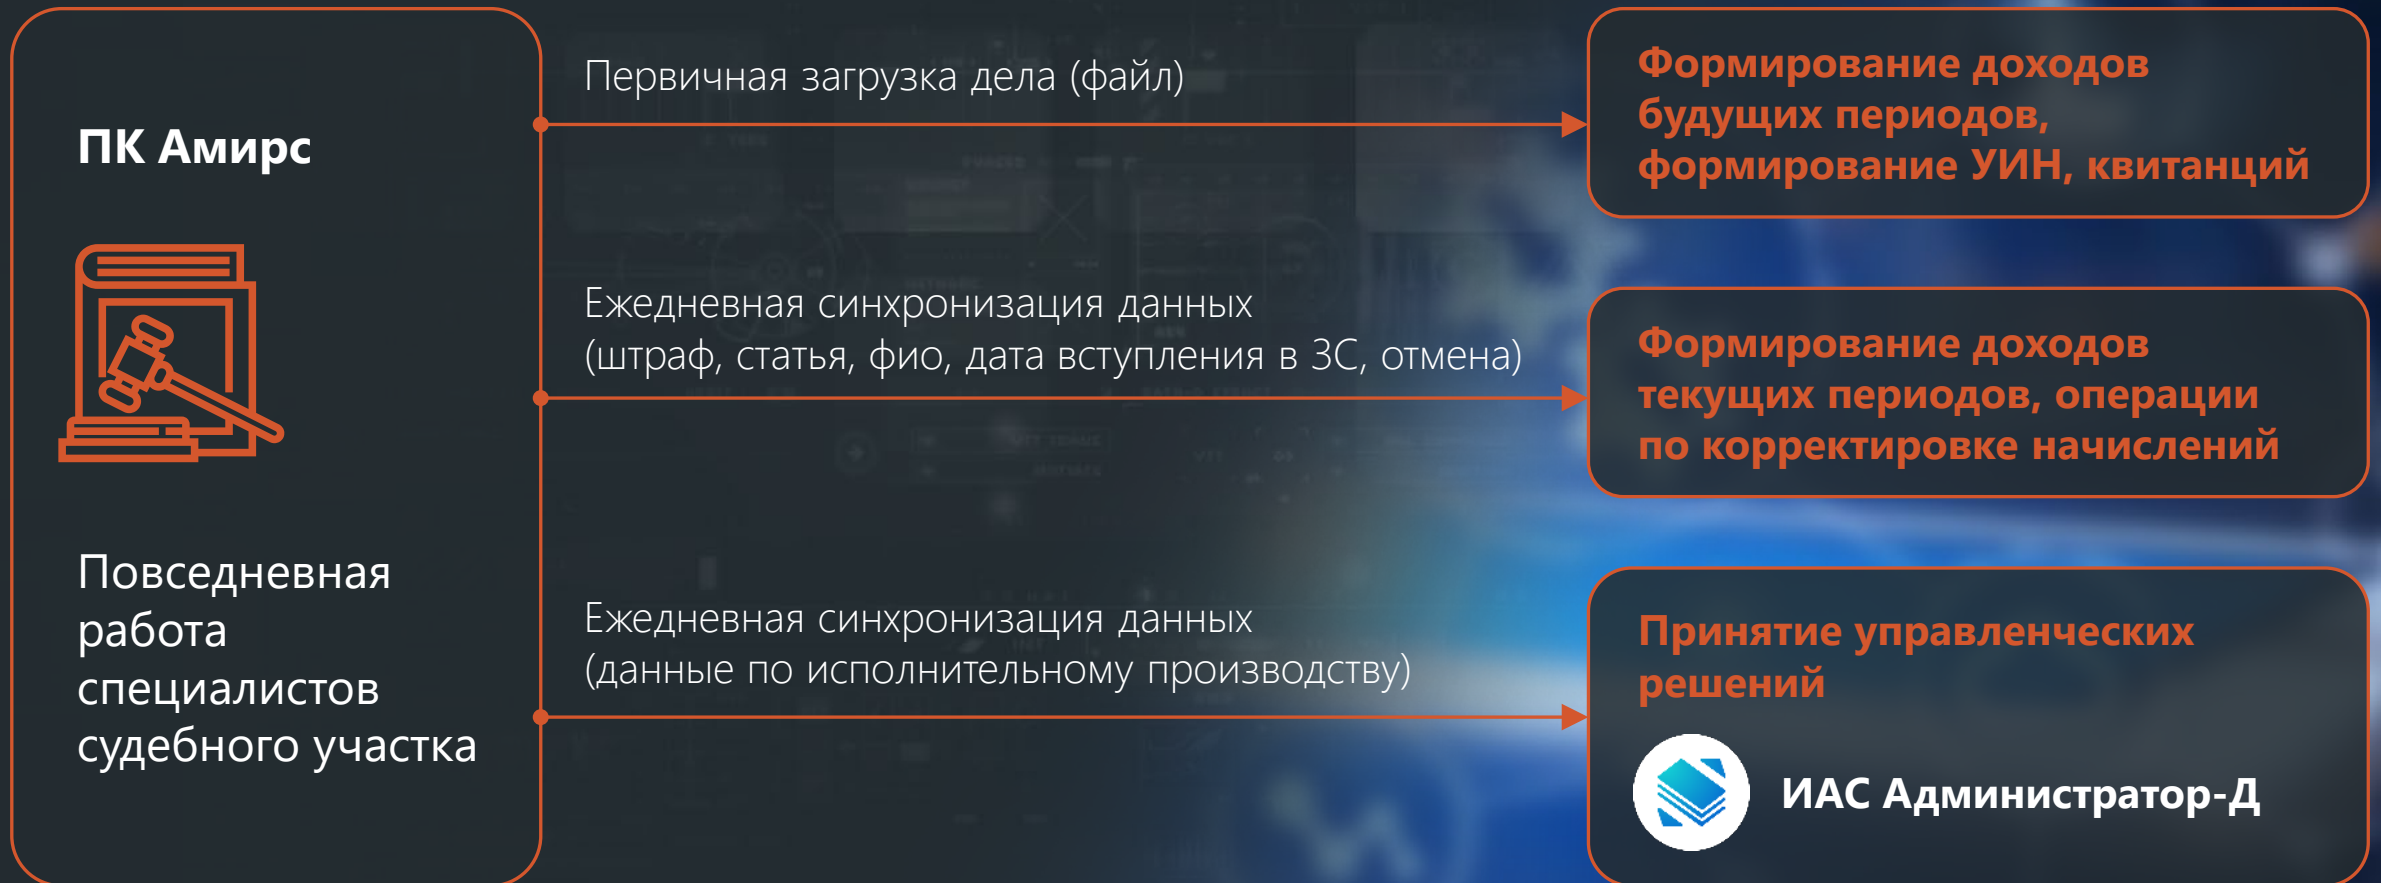 ПК Амирс
Повседневная
работа
специалистов
судебного участка
Первичная загрузка дела (файл)
Формирование доходов
будущих периодов,
формирование УИН, квитанций
Ежедневная синхронизация данных
(штраф, статья, фио, дата вступления в ЗС, отмена)
Формирование доходов
текущих периодов, операции
по корректировке начислений
Ежедневная синхронизация данных
(данные по исполнительному производству)
Принятие управленческих
решений
ИАС Администратор-Д